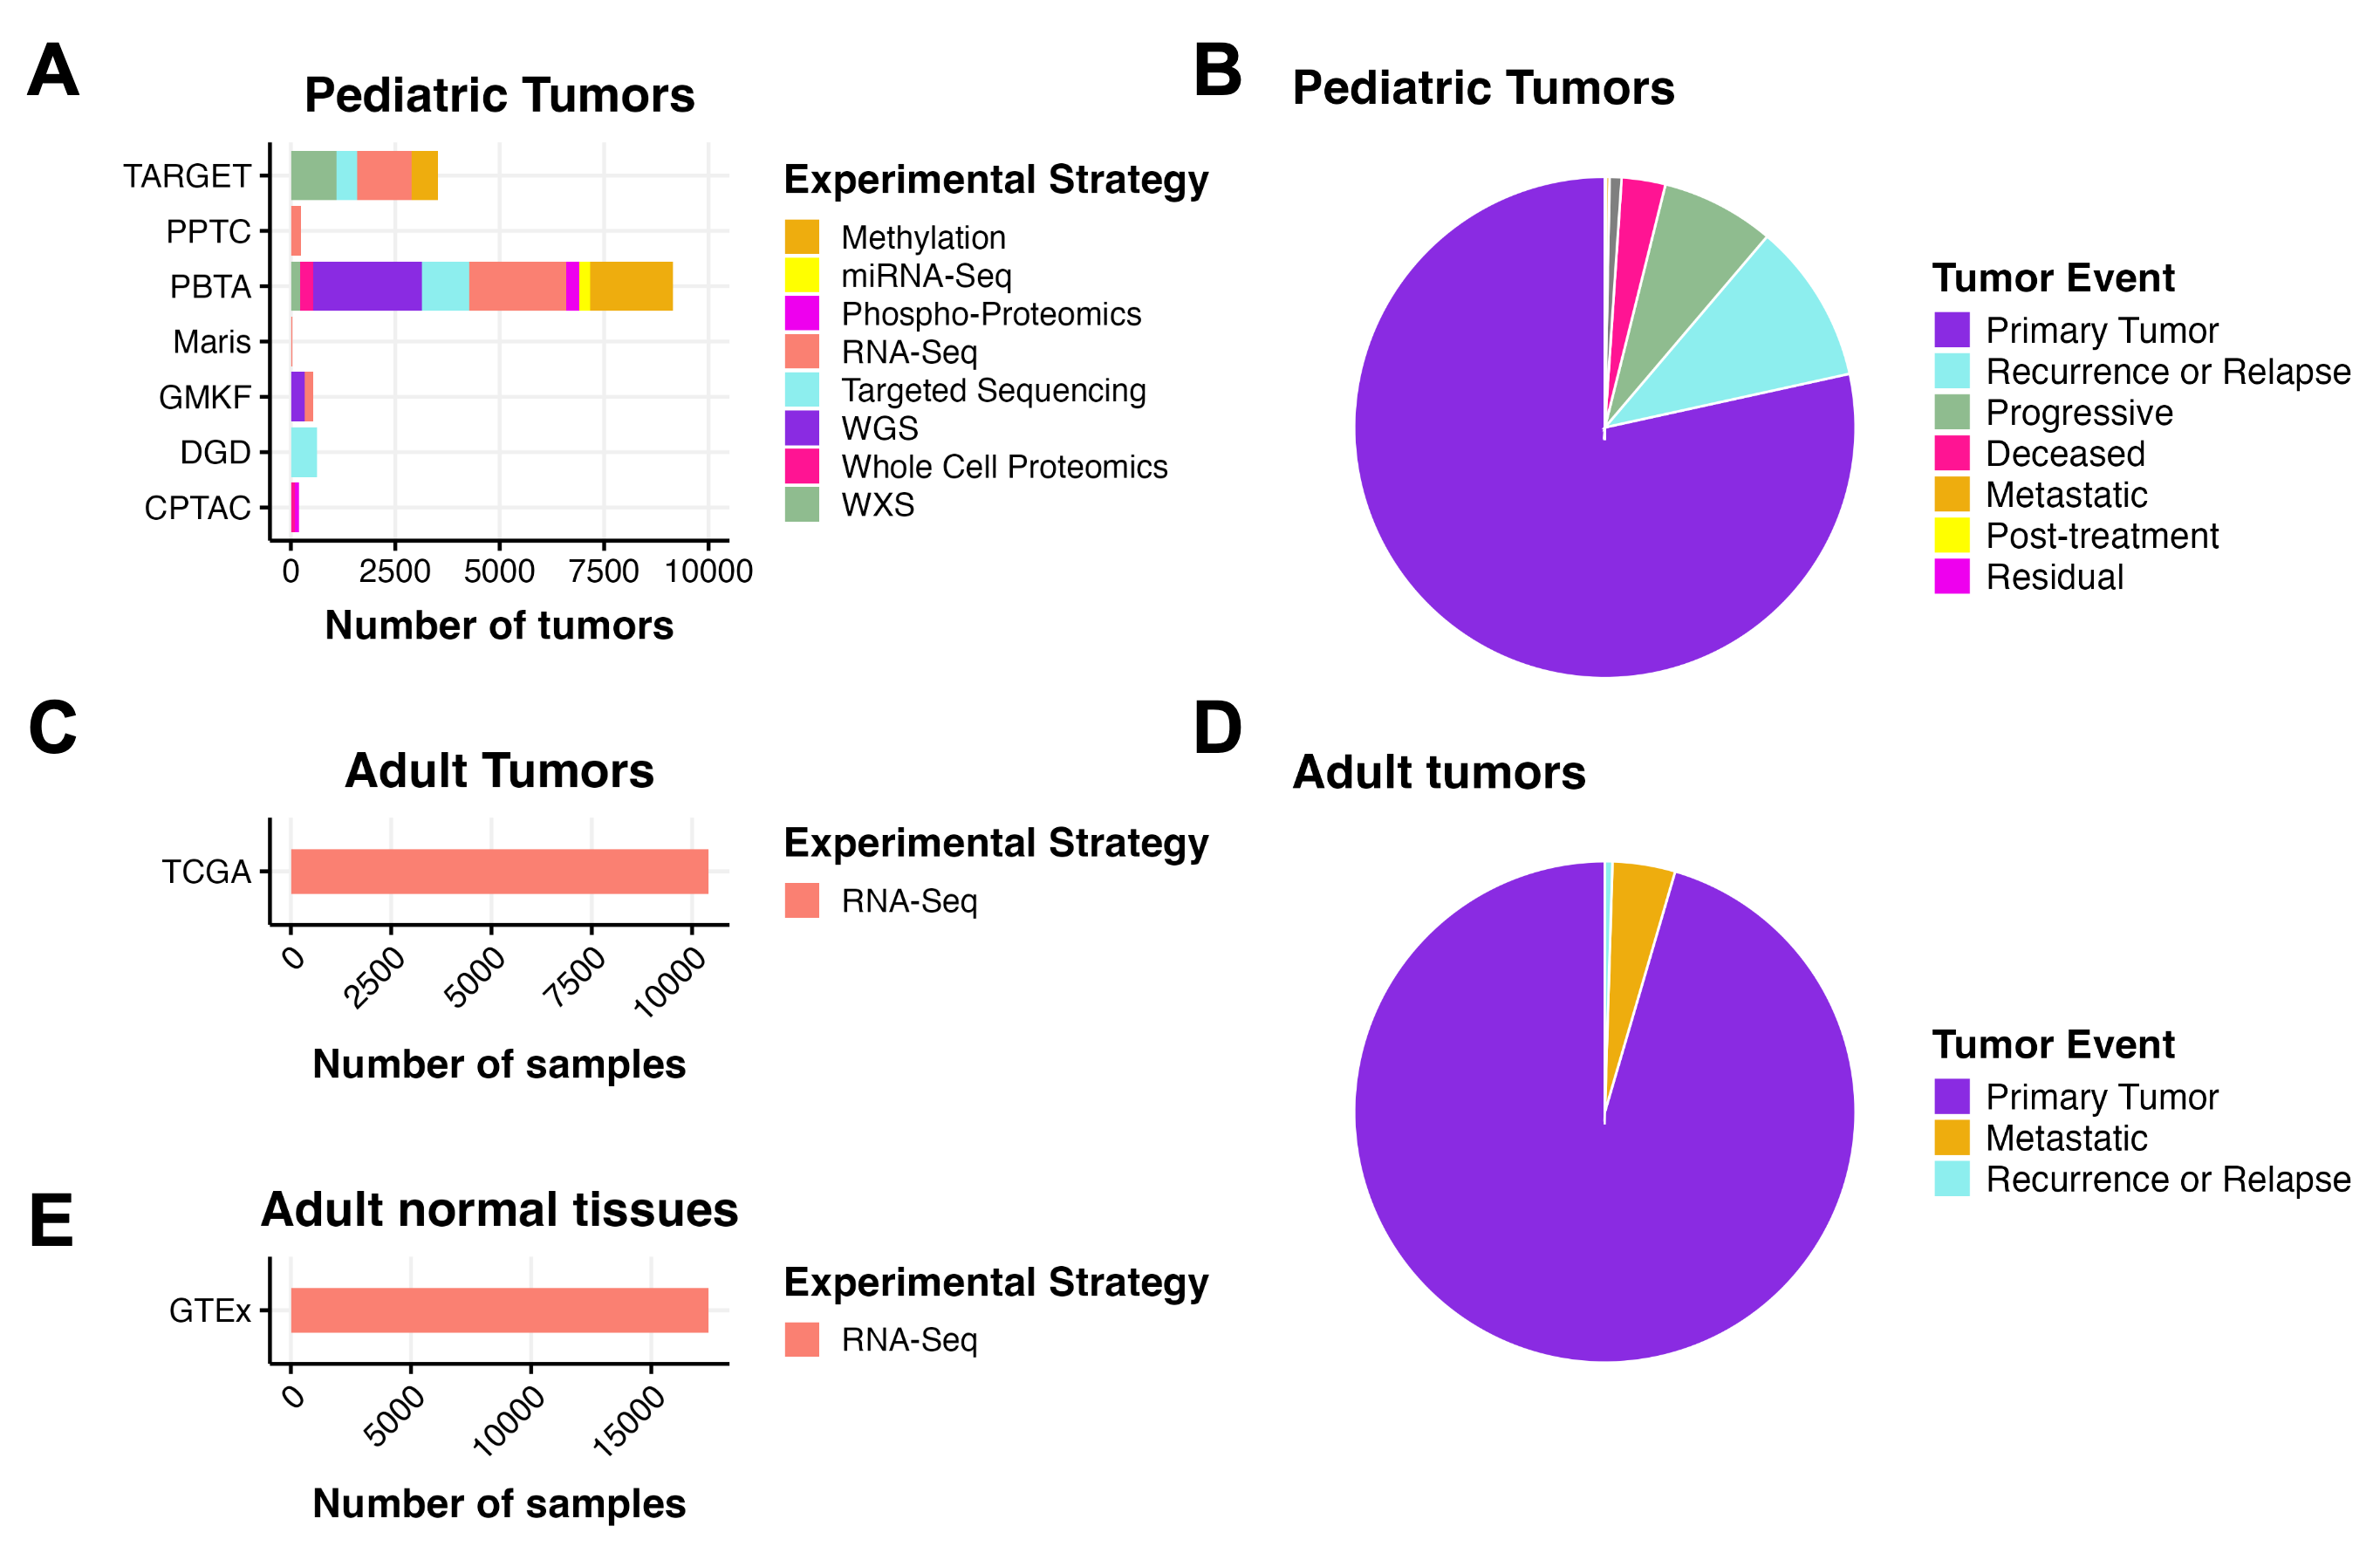 A
Pediatric Tumors
TARGET
PPTC
PBTA
Maris
GMKF
DGD
CPTAC
0 2500 5000 7500 10000
Number of tumors
Experimental Strategy
Methylation
miRNA-Seq
Phospho-Proteomics
RNA-Seq
Targeted Sequencing
WGS
Whole Cell Proteomics
WXS
B
Pediatric Tumors
Tumor Event
Primary Tumor
Recurrence or Relapse
Progressive
Deceased
Metastatic
Post-treatment
Residual
C
Adult Tumors
TCGA
0 2500 5000 7500 10000
Number of samples
Experimental Strategy
RNA-Seq
D
Adult tumors
Tumor Event
Primary Tumor
Metastatic
Recurrence or Relapse
E
Adult normal tissues
GTEx
0 5000 10000 15000
Number of samples
Experimental Strategy
RNA-Seq